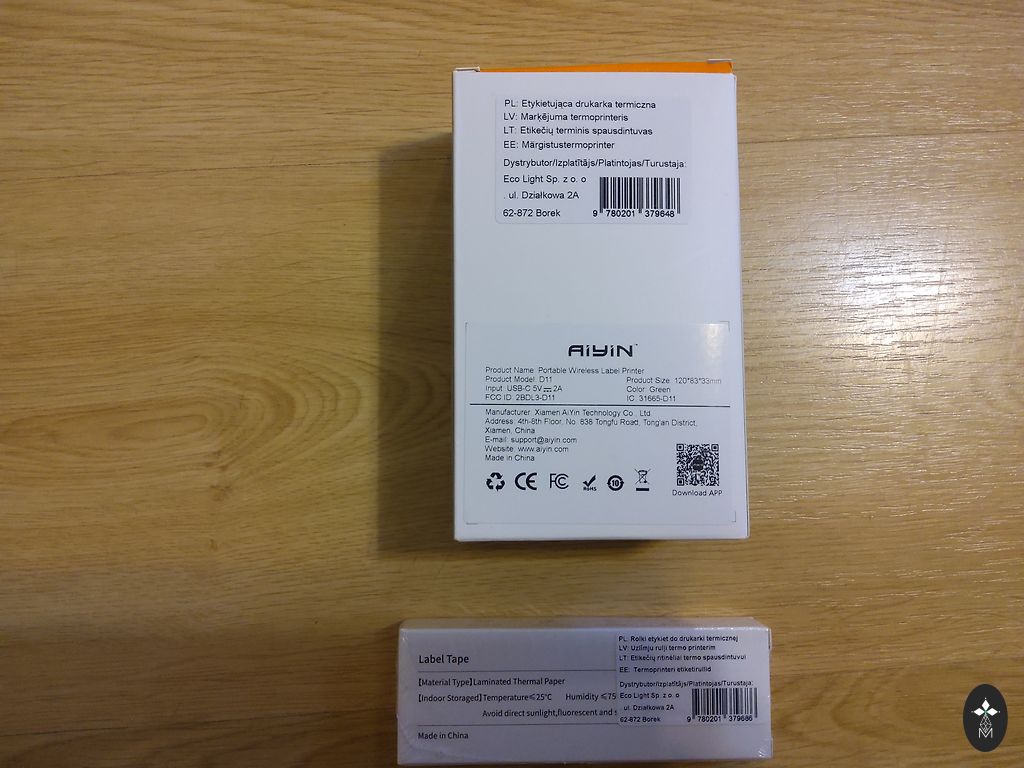 PL: Etykietująca drukarka termiczna
LV: Marķējuma termoprinteris
LT: Etikečių terminis spausdintuvas
EE: Märgistustermoprinter
Dystrybutor/Izplatītājs/Platintojas/Turustaja:
Eco Light Sp. z o. o
. ul. Działkowa 2A
62-872 Borek
9 780201 379648
AiYiN™
Product Name: Portable Wireless Label Printer
Product Model: D11
Product Size: 120*83*33mm
Input: USB-C 5V 2A
Color: Green
FCC ID: 2BDL3-D11
IC: 31665-D11
Manufacturer: Xiamen AiYin Technology Co., Ltd.
Address: 4th-8th Floor, No. 838 Tongfu Road, Tong'an District,
Xiamen, China
E-mail: support@aiyin.com
Website: www.aiyin.com
Made in China
CE FC RoHS 10
Download APP
Label Tape
【Material Type】Laminated Thermal Paper
【Indoor Storaged】Temperature≤25℃ Humidity ≤75
Avoid direct sunlight,fluorescent and s
Made in China
PL: Rolki etykiet do drukarki termicznej
LV: Uzlīmju ruļļi termo printerim
LT: Etikečių ritinėliai termo spausdintuvui
EE: Termoprinteri etiketirullid
Dystrybutor/Izplatītājs/Platintojas/Turustaja:
Eco Light Sp. z o. o
. ul. Działkowa 2A
62-872 Borek
9 780201 379686
M